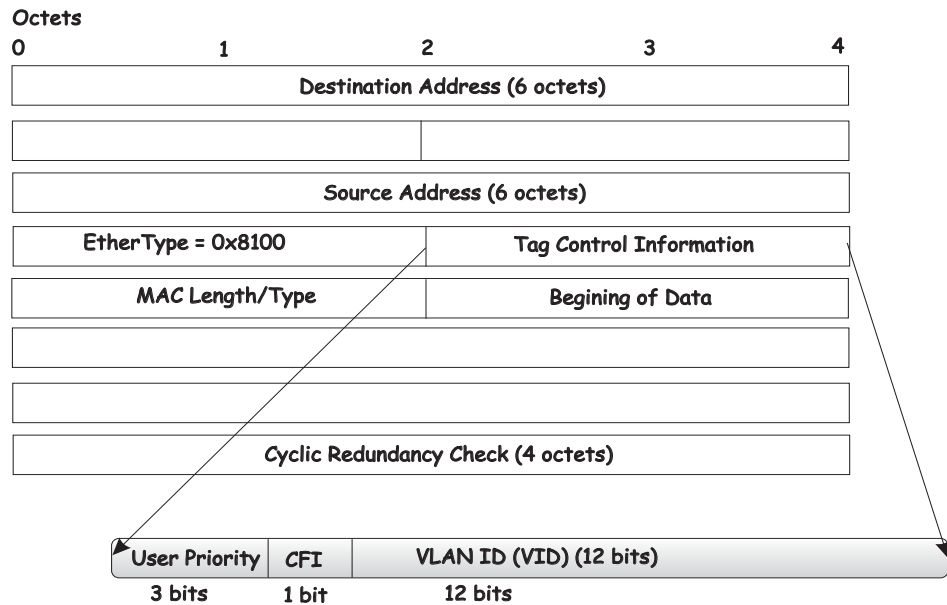 Octets
0 1 2 3 4
Destination Address (6 octets)
Source Address (6 octets)
EtherType = 0x8100 Tag Control Information
MAC Length/Type Begining of Data
Cyclic Redundancy Check (4 octets)
User Priority CFI VLAN ID (VID) (12 bits)
3 bits 1 bit 12 bits